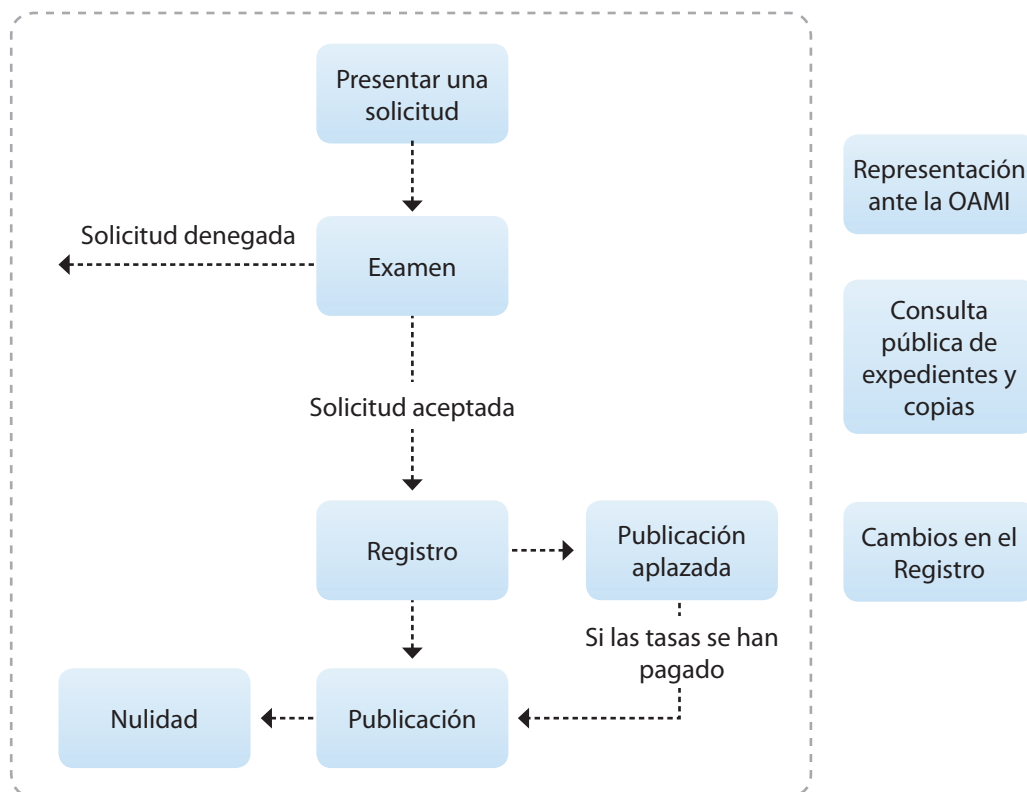 Presentar una
solicitud
Representación
ante la OAMI
Solicitud denegada
Examen
Consulta
pública de
expedientes y
copias
Solicitud aceptada
Registro
Publicación
aplazada
Cambios en el
Registro
Si las tasas se han
pagado
Nulidad
Publicación